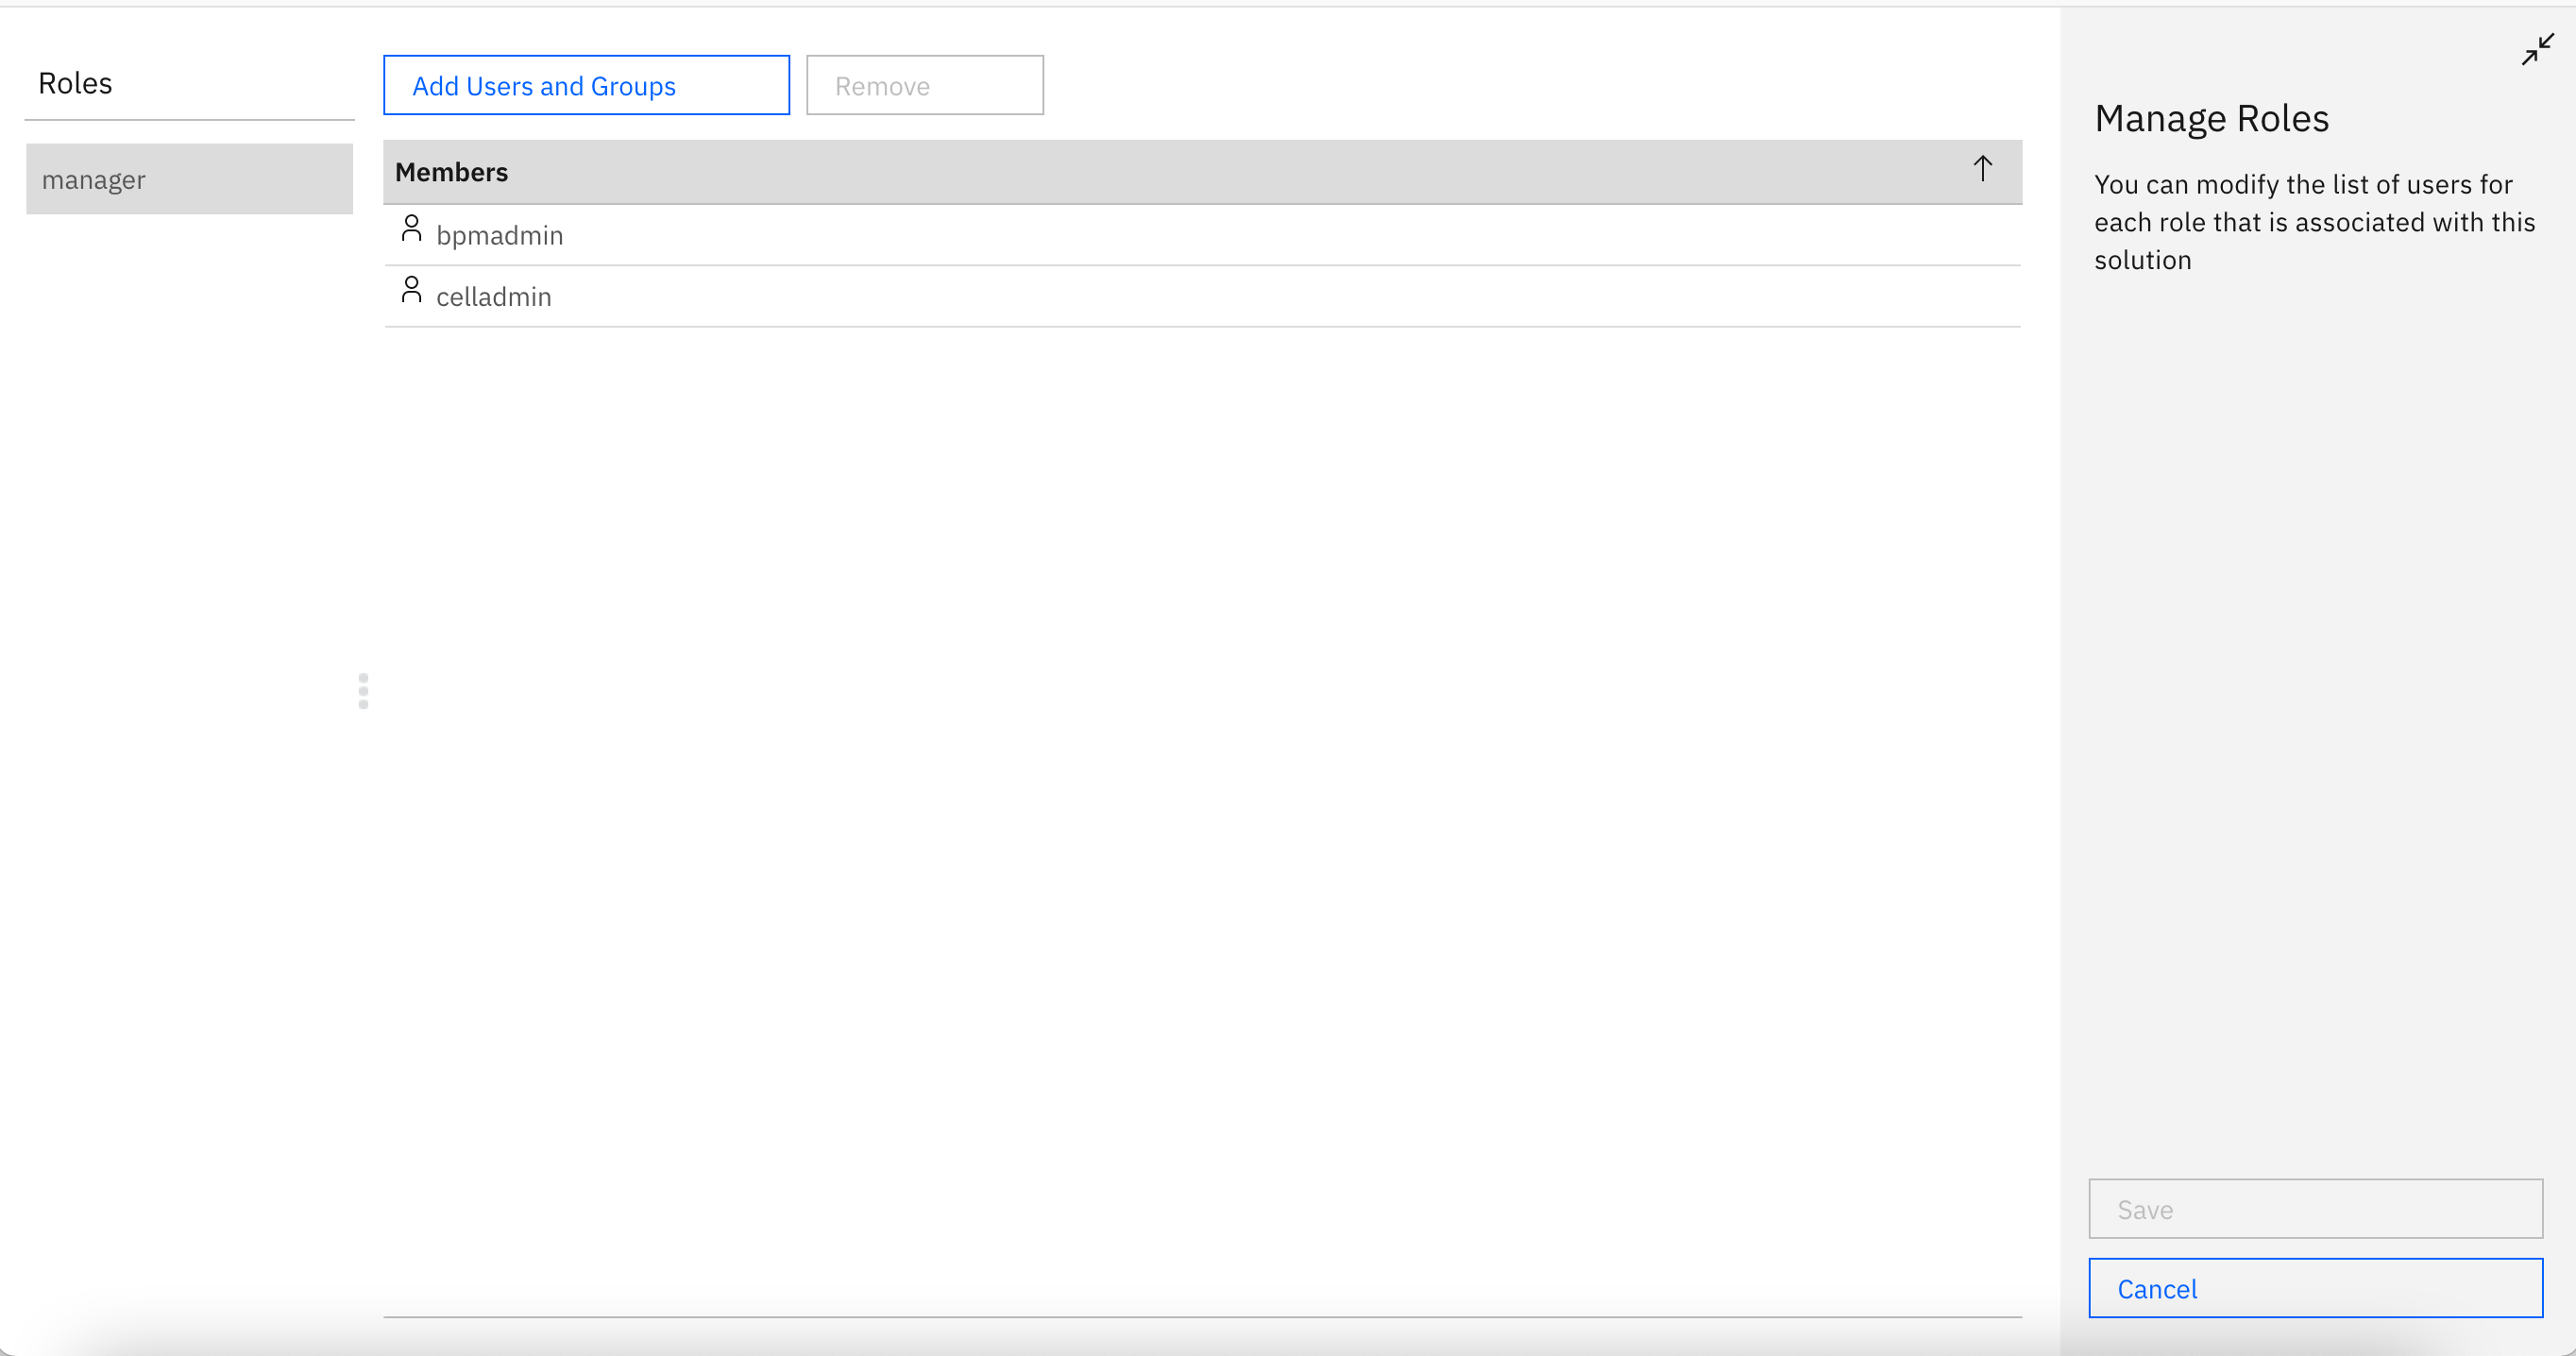 Roles
manager
Add Users and Groups
Remove
Members
bpmadmin
celladmin
Manage Roles
You can modify the list of users for
each role that is associated with this
solution
Save
Cancel